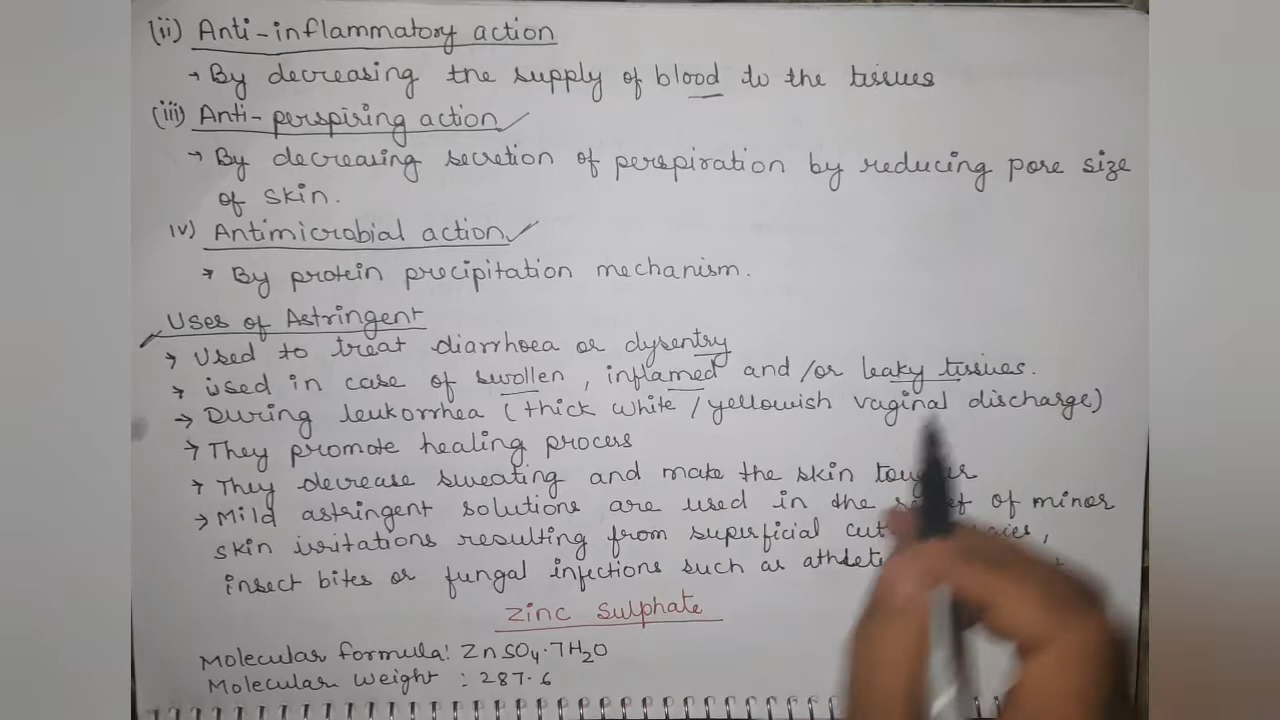 (ii) Anti-inflammatory action
→ By decreasing the supply of blood to the tissues
(iii) Anti-perspiring action
→ By decreasing secretion of perspiration by reducing pore size
of skin.
iv) Antimicrobial action
→ By protein precipitation mechanism.
Uses of Astringent
→ Used to treat diarrhoea or dysentry
→ used in case of swollen, inflamed and/or leaky tissues.
→ During leukorrhea (thick white/yellowish vaginal discharge)
→ They promote healing process
→ They decrease sweating and make the skin
→ Mild astringent solutions are used in the of minor
skin irritations resulting from superficial
insect bites or fungal infections such as
Zinc Sulphate
Molecular formula: ZnSO₄·7H₂O
Molecular weight : 287.6